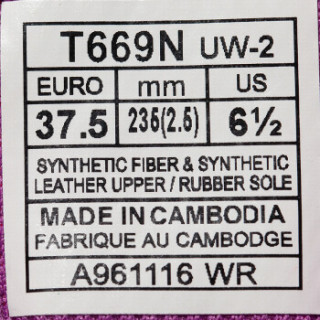 T669N UW-2
EURO mm US
37.5 235(2.5) 6½
SYNTHETIC FIBER & SYNTHETIC
LEATHER UPPER / RUBBER SOLE
MADE IN CAMBODIA
FABRIQUE AU CAMBODGE
A961116 WR